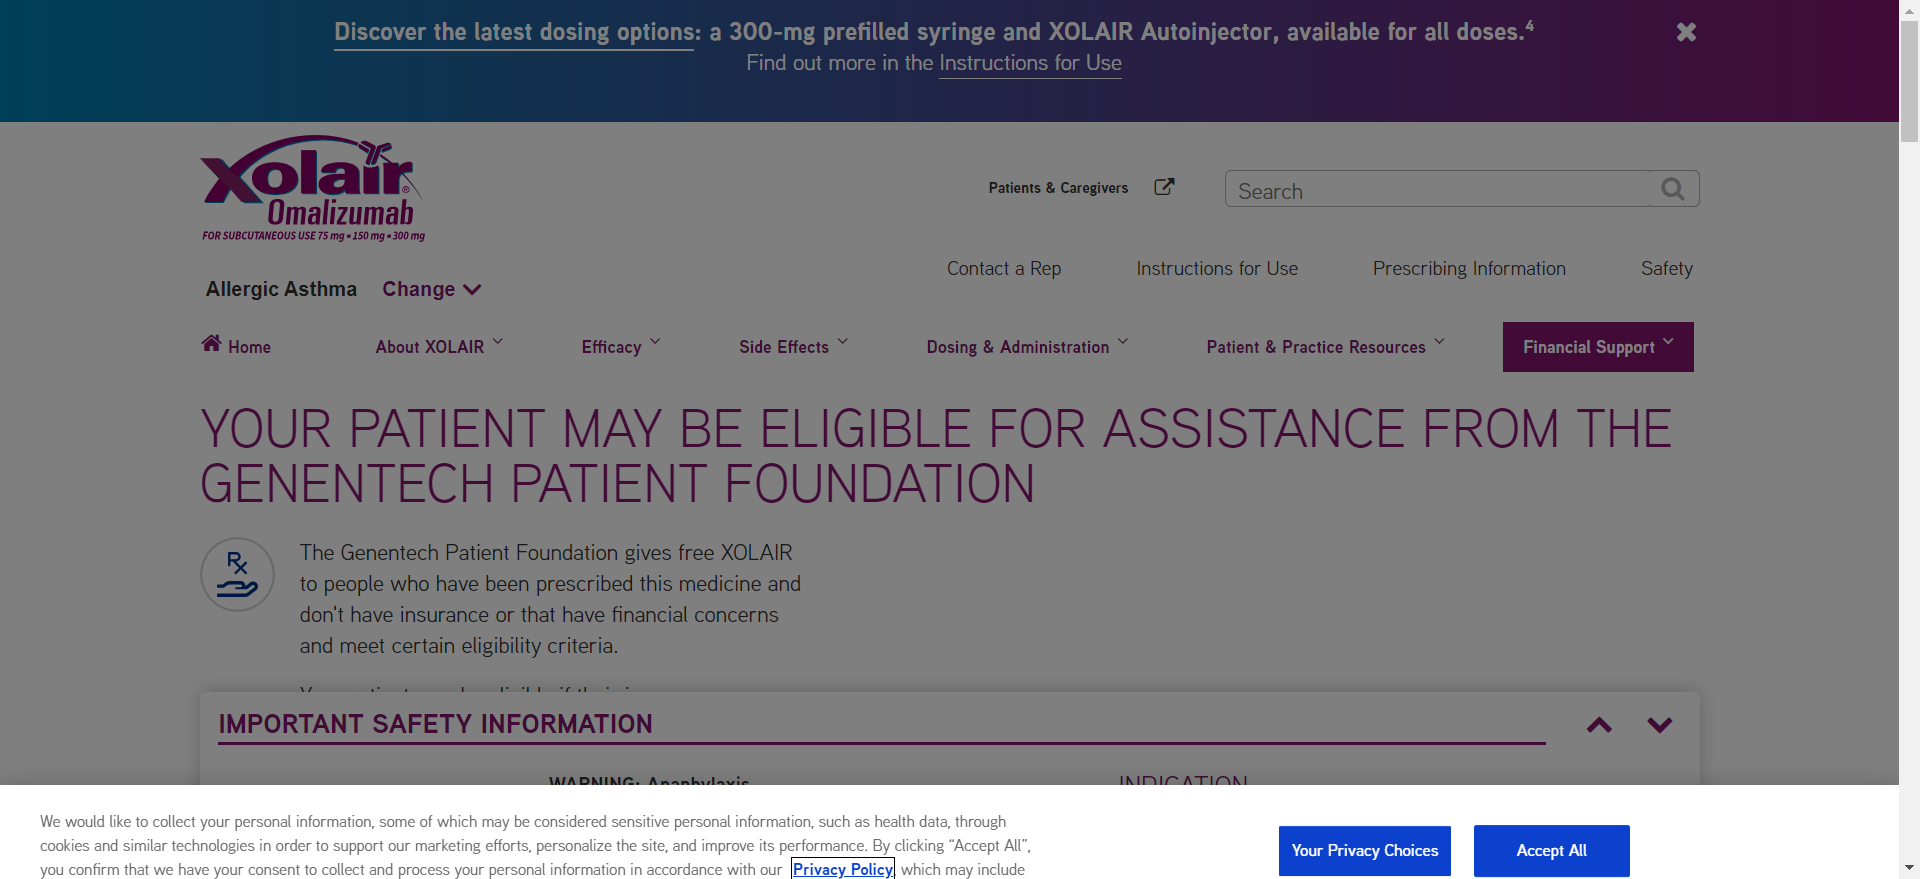 Discover the latest dosing options: a 300-mg prefilled syringe and XOLAIR Autoinjector, available for all doses.4
Find out more in the Instructions for Use
Xolair®
Omalizumab
FOR SUBCUTANEOUS USE 75 mg • 150 mg • 300 mg
Patients & Caregivers
Search
Contact a Rep
Instructions for Use
Prescribing Information
Safety
Allergic Asthma
Change
Home
About XOLAIR
Efficacy
Side Effects
Dosing & Administration
Patient & Practice Resources
Financial Support
YOUR PATIENT MAY BE ELIGIBLE FOR ASSISTANCE FROM THE
GENENTECH PATIENT FOUNDATION
Rx
The Genentech Patient Foundation gives free XOLAIR
to people who have been prescribed this medicine and
don't have insurance or that have financial concerns
and meet certain eligibility criteria.
IMPORTANT SAFETY INFORMATION
WARNING: Anaphylaxis
INDICATION
We would like to collect your personal information, some of which may be considered sensitive personal information, such as health data, through
cookies and similar technologies in order to support our marketing efforts, personalize the site, and improve its performance. By clicking “Accept All”,
you confirm that we have your consent to collect and process your personal information in accordance with our Privacy Policy, which may include
Your Privacy Choices
Accept All